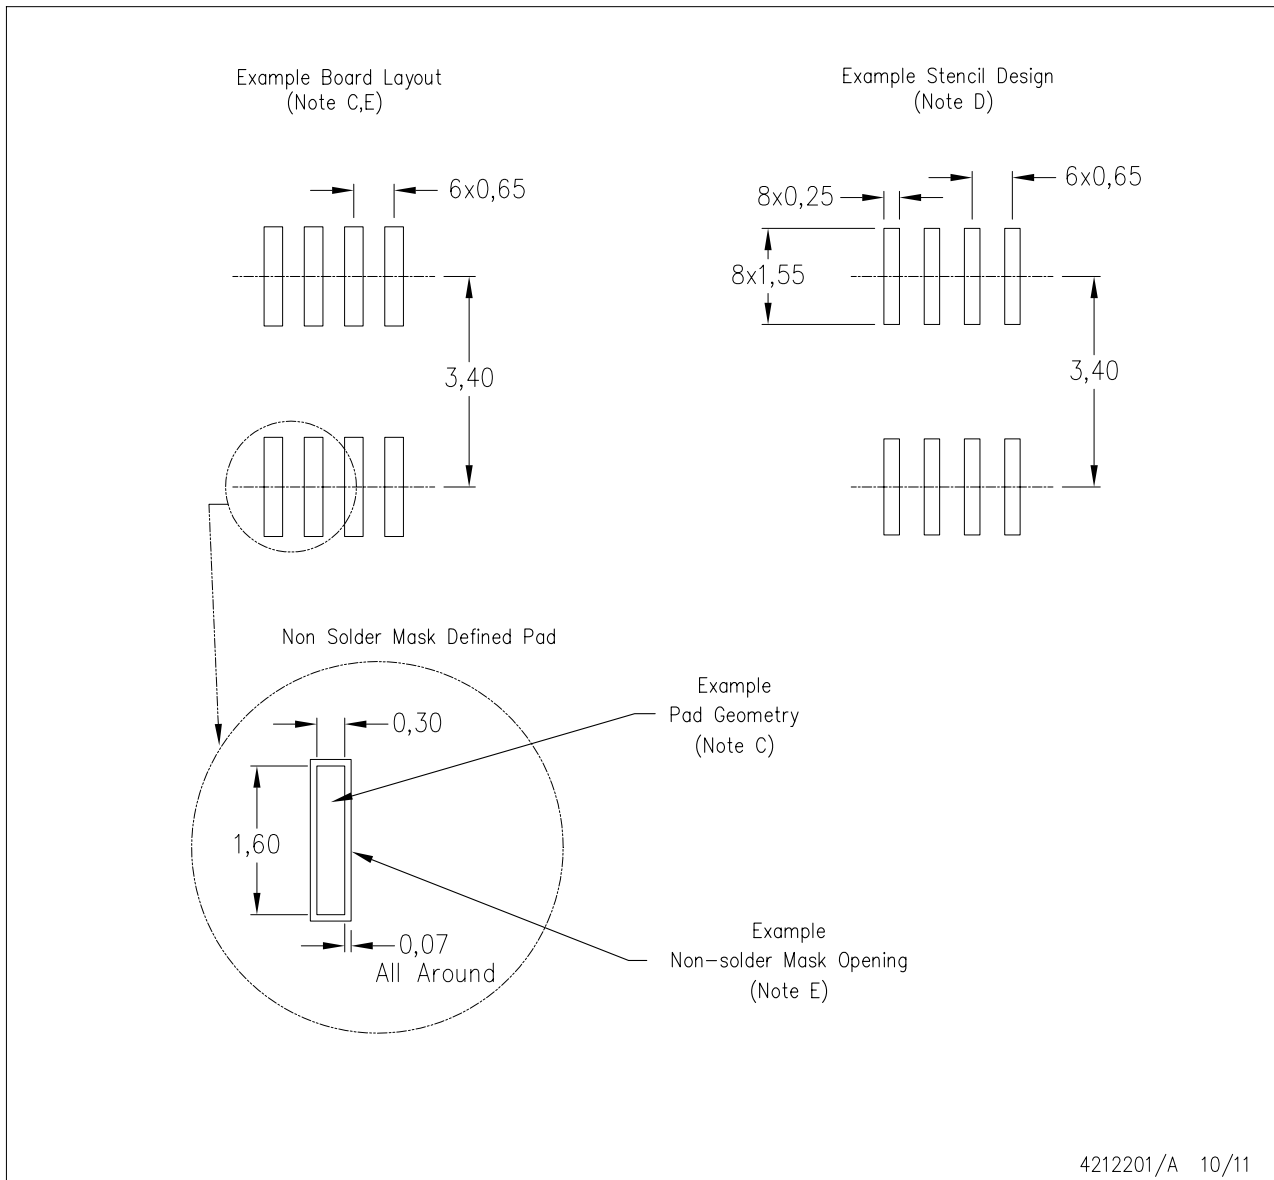 Example Board Layout
(Note C,E)
Example Stencil Design
(Note D)
6x0,65
3,40
8x0,25
6x0,65
8x1,55
3,40
Non Solder Mask Defined Pad
0,30
1,60
0,07
All Around
Example
Pad Geometry
(Note C)
Example
Non-solder Mask Opening
(Note E)
4212201/A 10/11